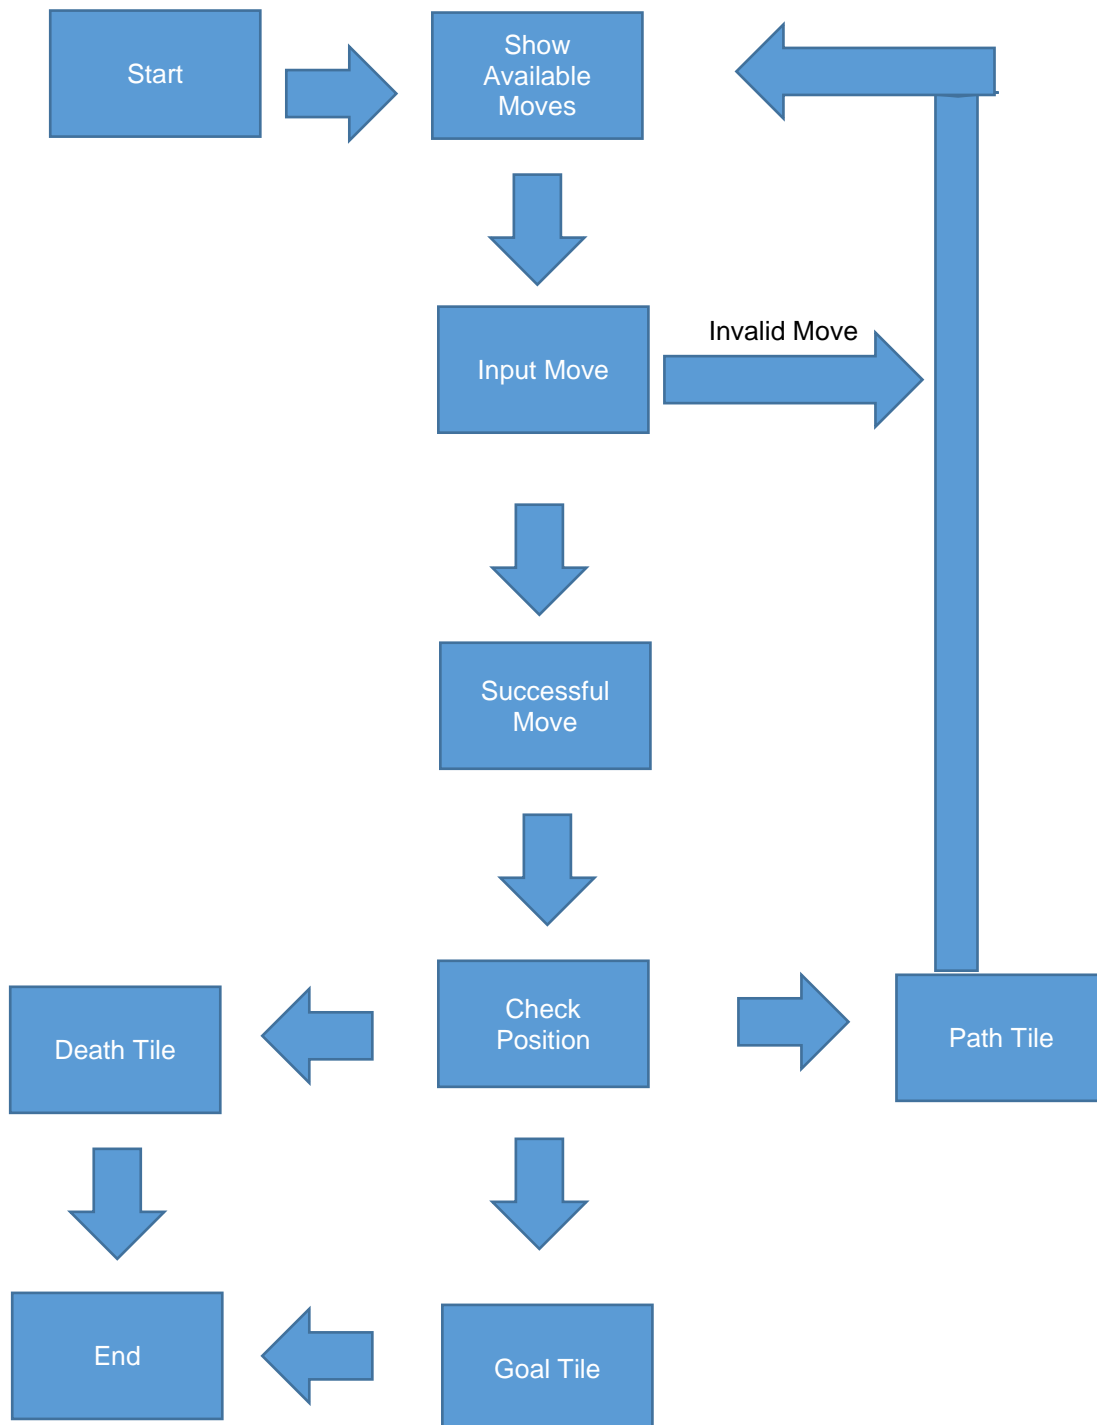 Start
Show
Available
Moves
Invalid Move
Input Move
Successful
Move
Check
Position
Death Tile
Path Tile
End
Goal Tile